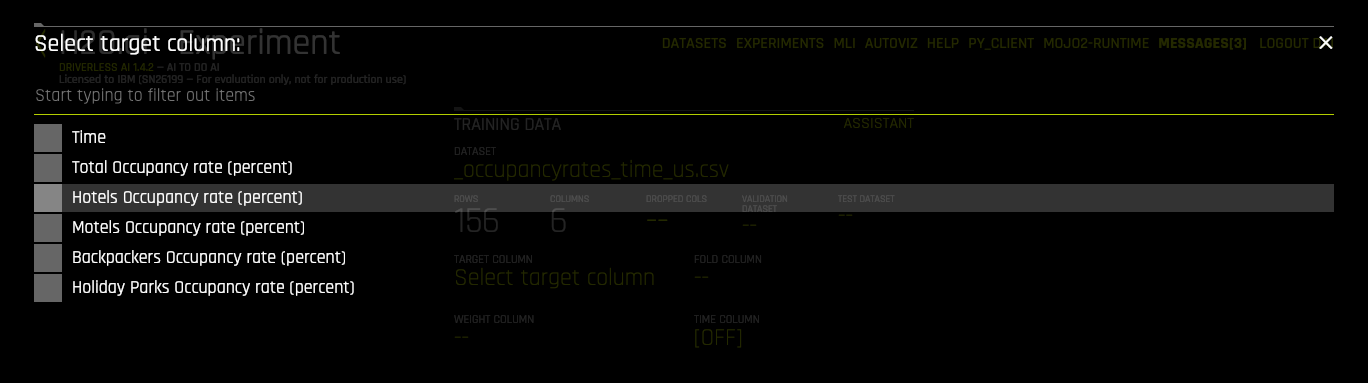 Select target column:
H2O.ai Experiment
DATASETS EXPERIMENTS MLI AUTOVIZ HELP PY_CLIENT MOJO2-RUNTIME MESSAGES(3) LOGOUT
DRIVERLESS AI 1.4.2 — AI TO DO AI
Licensed to IBM (SN26199 — For evaluation only, not for production use)
Start typing to filter out items
TRAINING DATA ASSISTANT
Time
DATASET
Total Occupancy rate (percent)
_occupancyrates_time_us.csv
Hotels Occupancy rate (percent)
ROWS COLUMNS DROPPED COLS VALIDATION DATASET TEST DATASET
156 6 -- -- --
Motels Occupancy rate (percent)
Backpackers Occupancy rate (percent)
TARGET COLUMN FOLD COLUMN
Select target column --
Holiday Parks Occupancy rate (percent)
WEIGHT COLUMN TIME COLUMN
-- [OFF]